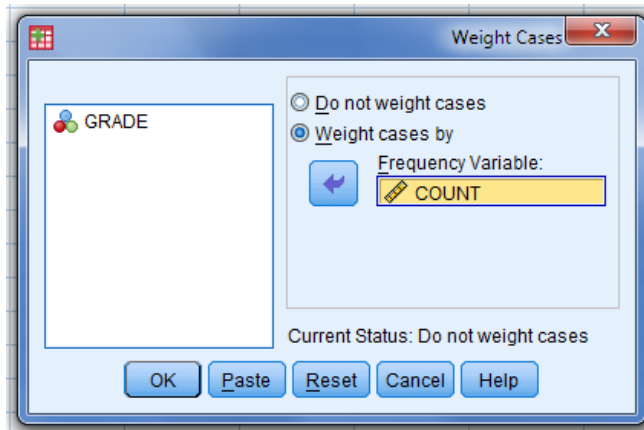 Weight Cases
GRADE
Do not weight cases
Weight cases by
Frequency Variable:
COUNT
Current Status: Do not weight cases
OK Paste Reset Cancel Help